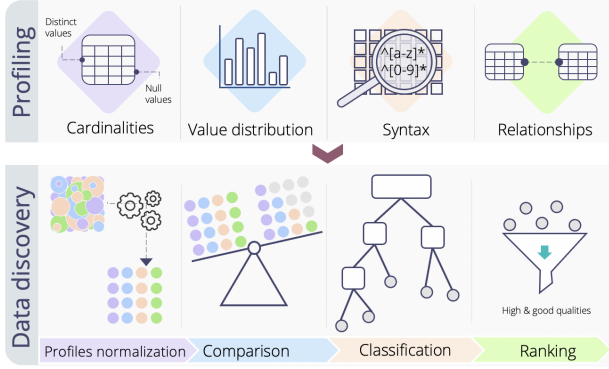 Profiling
Distinct
values
Null
values
^[a-z]*
^[0-9]*
Cardinalities
Value distribution
Syntax
Relationships
Data discovery
High & good qualities
Profiles normalization
Comparison
Classification
Ranking